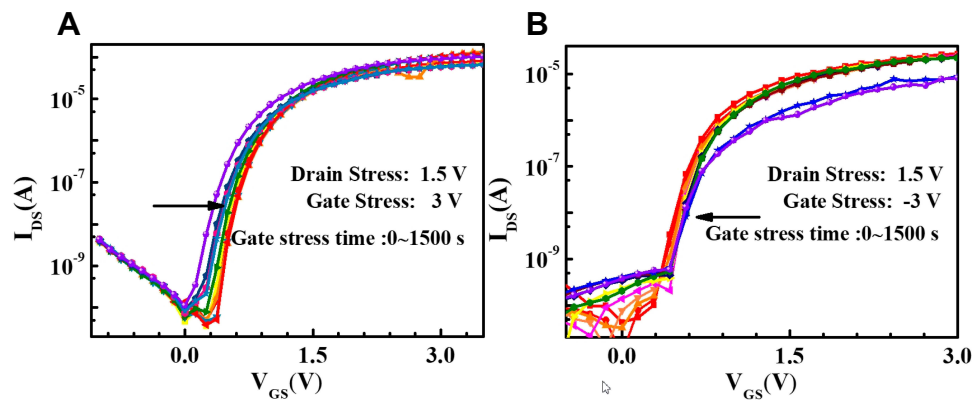 A
10⁻⁵
10⁻⁷
10⁻⁹
I_DS(A)
Drain Stress: 1.5 V
Gate Stress: 3 V
Gate stress time :0~1500 s
0.0 1.5 3.0
V_GS(V)
B
10⁻⁵
10⁻⁷
10⁻⁹
I_DS(A)
Drain Stress: 1.5 V
Gate Stress: -3 V
Gate stress time :0~1500 s
0.0 1.5 3.0
V_GS(V)